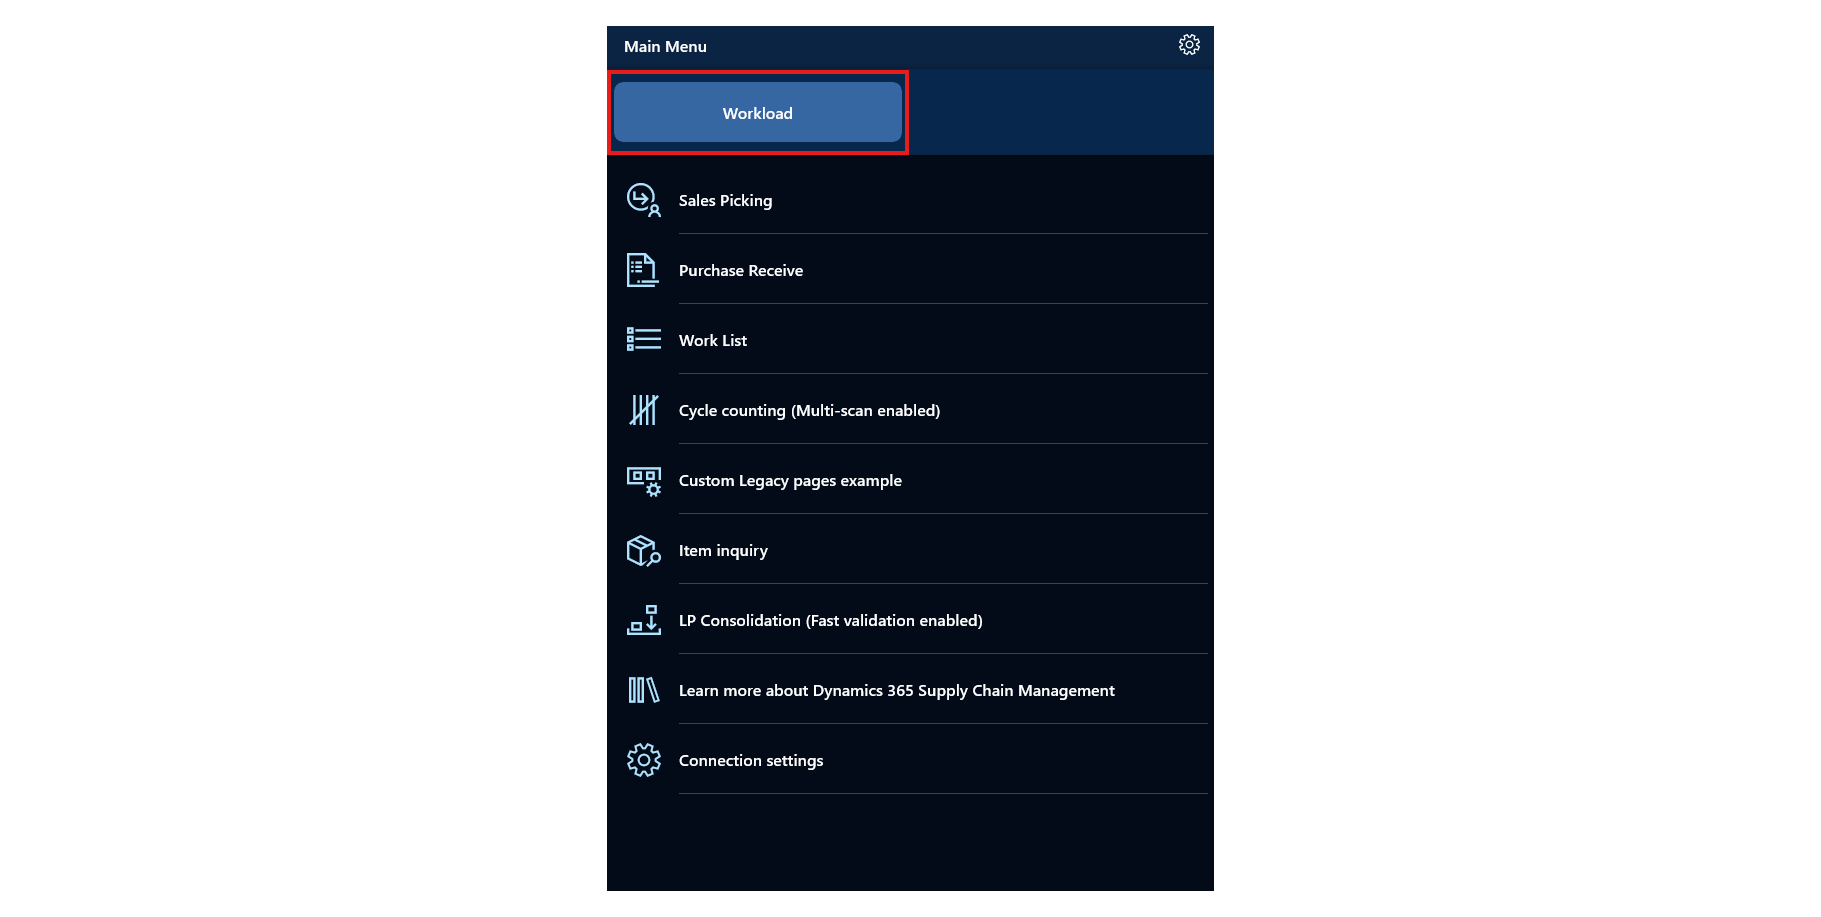 Main Menu
Workload
Sales Picking
Purchase Receive
Work List
Cycle counting (Multi-scan enabled)
Custom Legacy pages example
Item inquiry
LP Consolidation (Fast validation enabled)
Learn more about Dynamics 365 Supply Chain Management
Connection settings